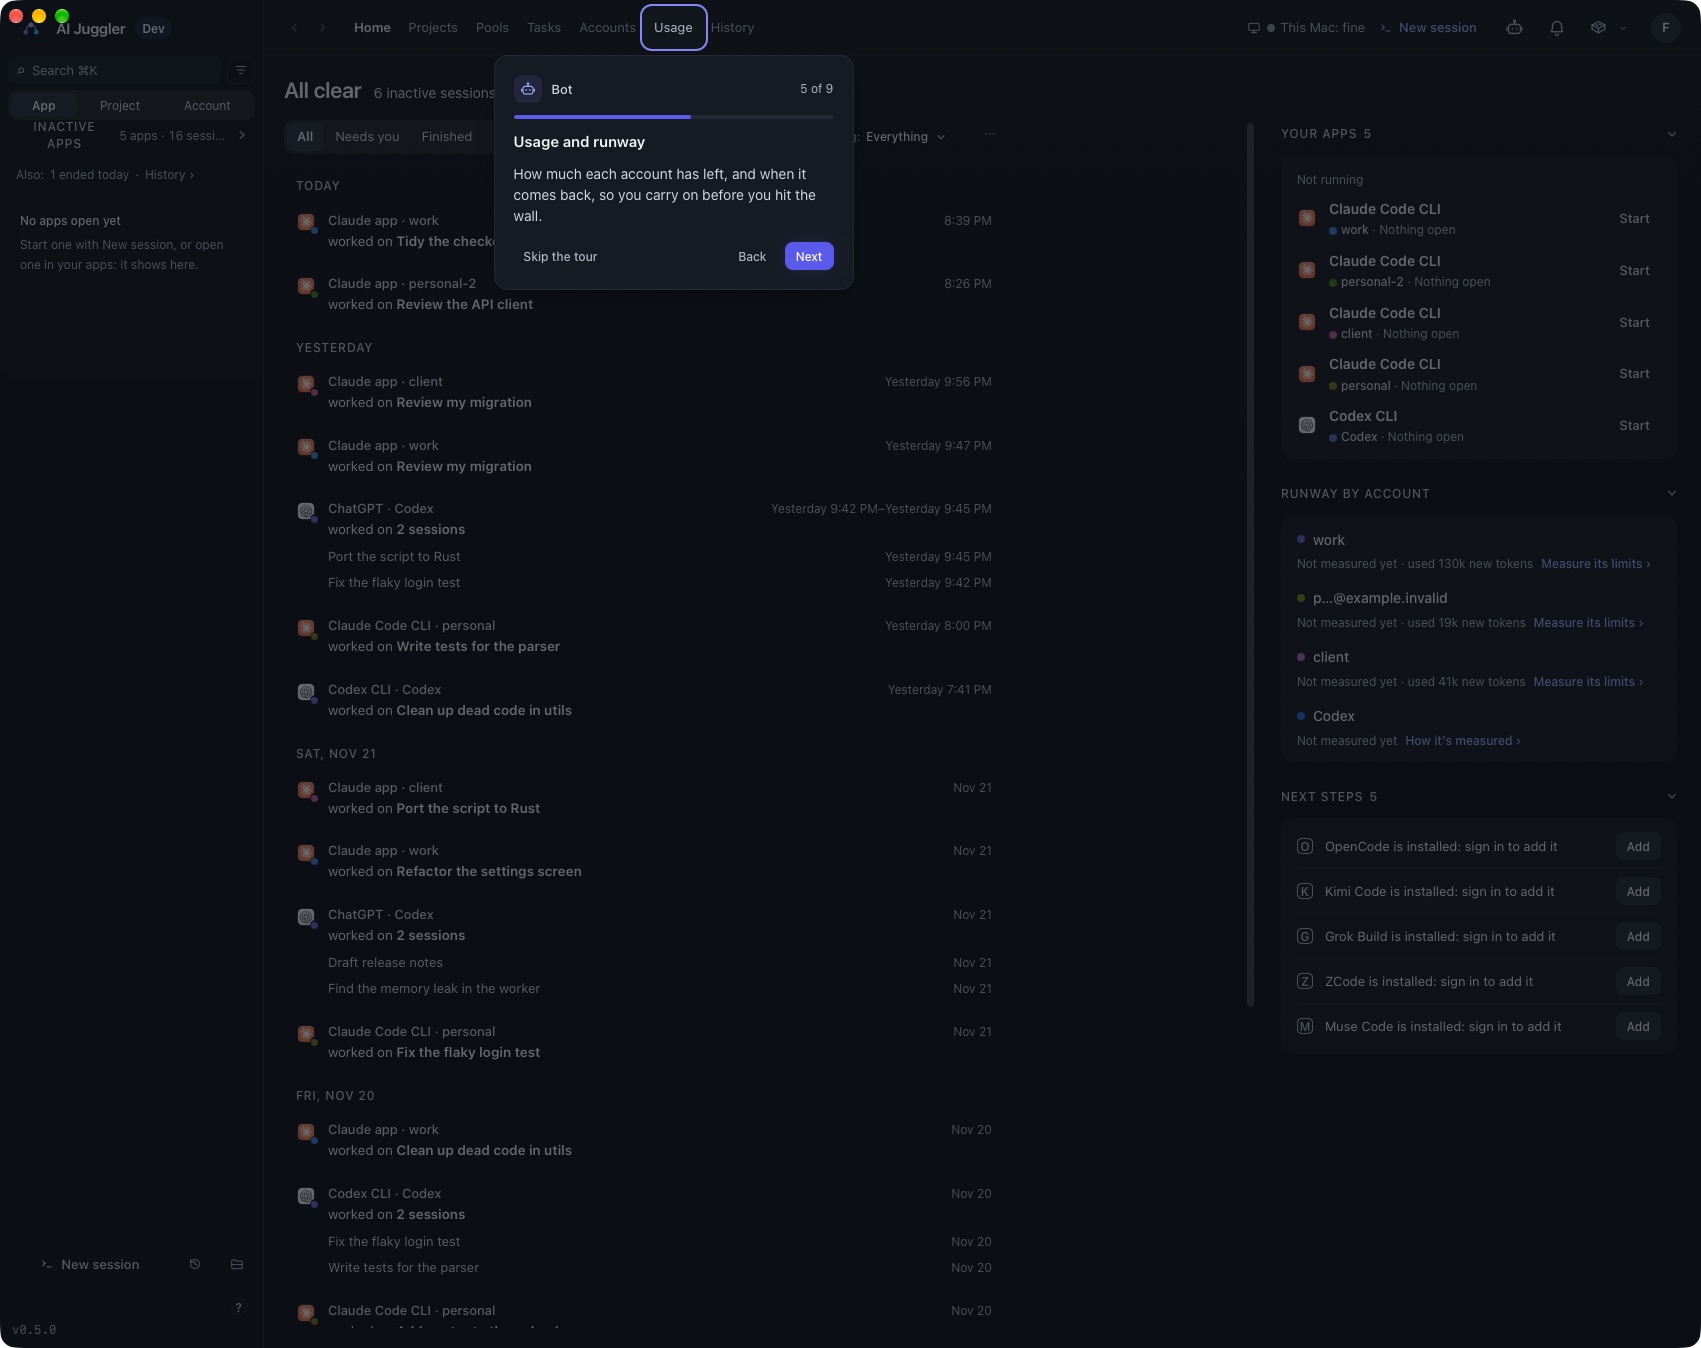 AI Juggler Dev
Home Projects Pools Tasks Accounts Usage History
This Mac: fine
New session
F
Search ⌘K
App Project Account
INACTIVE APPS 5 apps · 16 sessi... ›
Also: 1 ended today · History ›
No apps open yet
Start one with New session, or open
one in your apps: it shows here.
New session
?
v0.5.0
All clear 6 inactive sessions
All Needs you Finished
Everything
...
Bot 5 of 9
Usage and runway
How much each account has left, and when it
comes back, so you carry on before you hit the
wall.
Skip the tour Back Next
TODAY
Claude app · work 8:39 PM
worked on Tidy the
Claude app · personal-2 8:26 PM
worked on Review the API client
YESTERDAY
Claude app · client Yesterday 9:56 PM
worked on Review my migration
Claude app · work Yesterday 9:47 PM
worked on Review my migration
ChatGPT · Codex Yesterday 9:42 PM–Yesterday 9:45 PM
worked on 2 sessions
Port the script to Rust Yesterday 9:45 PM
Fix the flaky login test Yesterday 9:42 PM
Claude Code CLI · personal Yesterday 8:00 PM
worked on Write tests for the parser
Codex CLI · Codex Yesterday 7:41 PM
worked on Clean up dead code in utils
SAT, NOV 21
Claude app · client Nov 21
worked on Port the script to Rust
Claude app · work Nov 21
worked on Refactor the settings screen
ChatGPT · Codex Nov 21
worked on 2 sessions
Draft release notes Nov 21
Find the memory leak in the worker Nov 21
Claude Code CLI · personal Nov 21
worked on Fix the flaky login test
FRI, NOV 20
Claude app · work Nov 20
worked on Clean up dead code in utils
Codex CLI · Codex Nov 20
worked on 2 sessions
Fix the flaky login test Nov 20
Write tests for the parser Nov 20
Claude Code CLI · personal Nov 20
YOUR APPS 5
Not running
Claude Code CLI
work · Nothing open
Start
Claude Code CLI
personal-2 · Nothing open
Start
Claude Code CLI
client · Nothing open
Start
Claude Code CLI
personal · Nothing open
Start
Codex CLI
Codex · Nothing open
Start
RUNWAY BY ACCOUNT
work
Not measured yet · used 130k new tokens Measure its limits ›
p...@example.invalid
Not measured yet · used 19k new tokens Measure its limits ›
client
Not measured yet · used 41k new tokens Measure its limits ›
Codex
Not measured yet How it's measured ›
NEXT STEPS 5
O OpenCode is installed: sign in to add it Add
K Kimi Code is installed: sign in to add it Add
G Grok Build is installed: sign in to add it Add
Z ZCode is installed: sign in to add it Add
M Muse Code is installed: sign in to add it Add